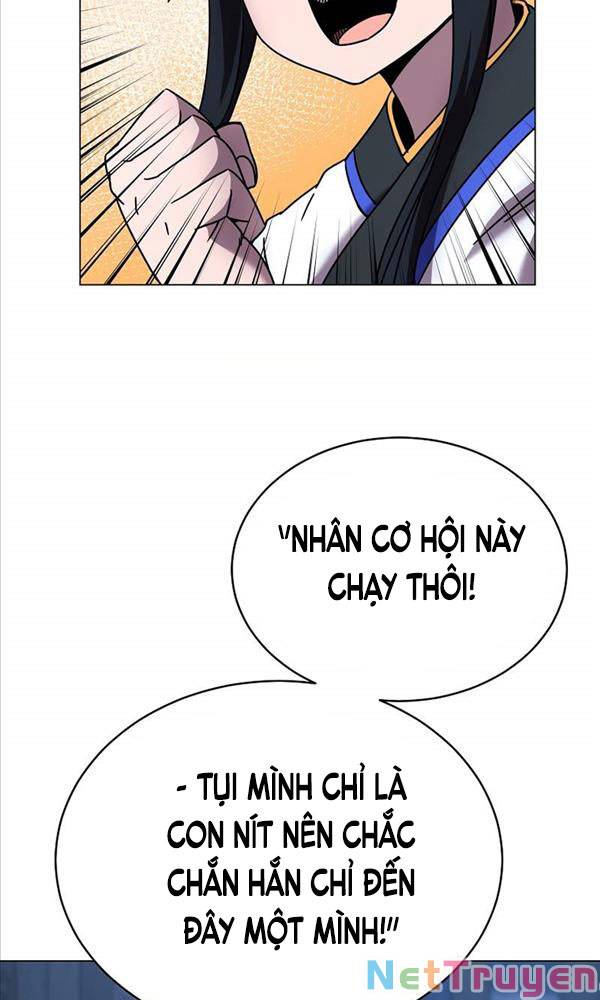 "NHÂN CƠ HỘI NÀY
CHẠY THÔI!
- TỤI MÌNH CHỈ LÀ
CON NÍT NÊN CHẮC
CHẮN HẮN CHỈ ĐẾN
ĐÂY MỘT MÌNH!"
NetTruyen